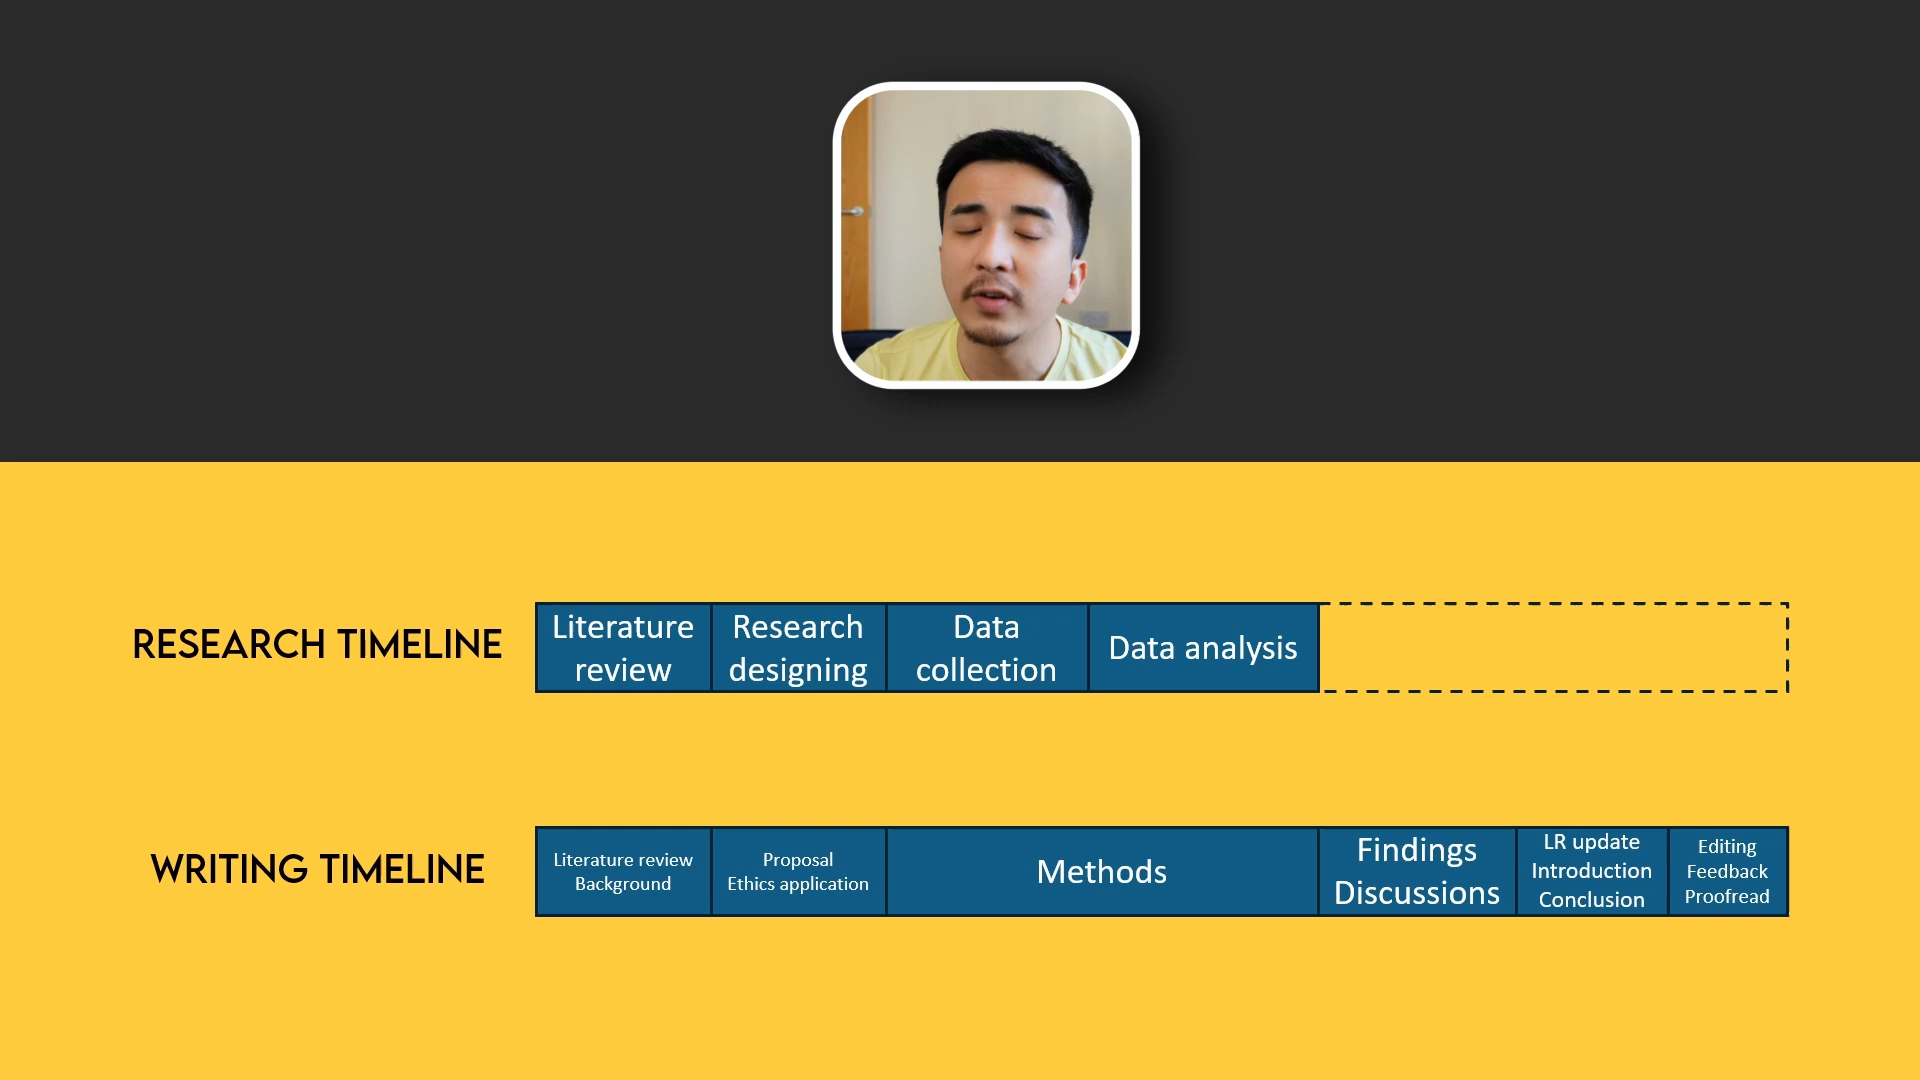 RESEARCH TIMELINE
Literature
review
Research
designing
Data
collection
Data analysis
WRITING TIMELINE
Literature review
Background
Proposal
Ethics application
Methods
Findings
Discussions
LR update
Introduction
Conclusion
Editing
Feedback
Proofread